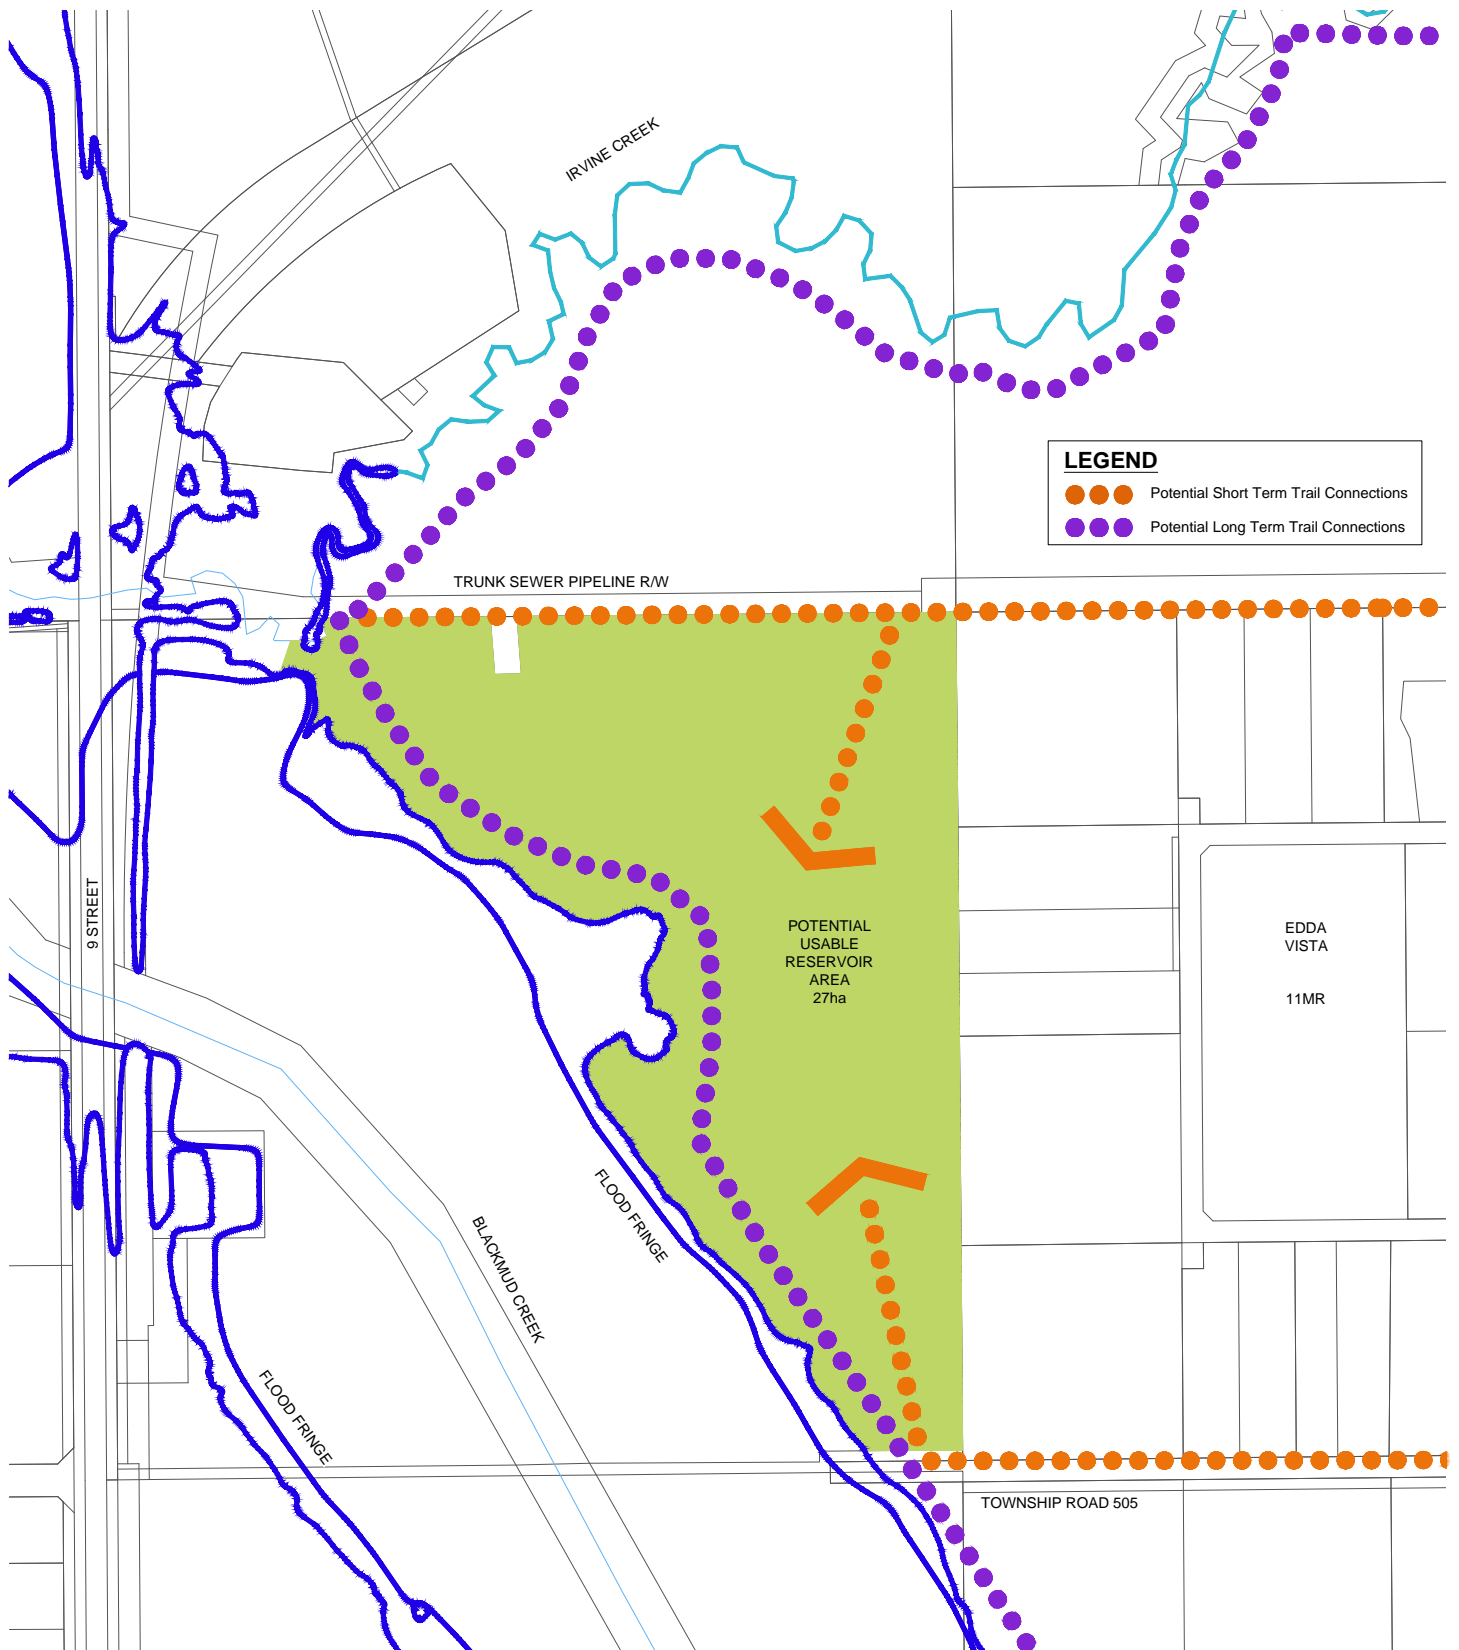 IRVINE CREEK
LEGEND
Potential Short Term Trail Connections
Potential Long Term Trail Connections
TRUNK SEWER PIPELINE R/W
9 STREET
POTENTIAL
USABLE
RESERVOIR
AREA
27ha
EDDA
VISTA
11MR
FLOOD FRINGE
BLACKMUD CREEK
FLOOD FRINGE
TOWNSHIP ROAD 505